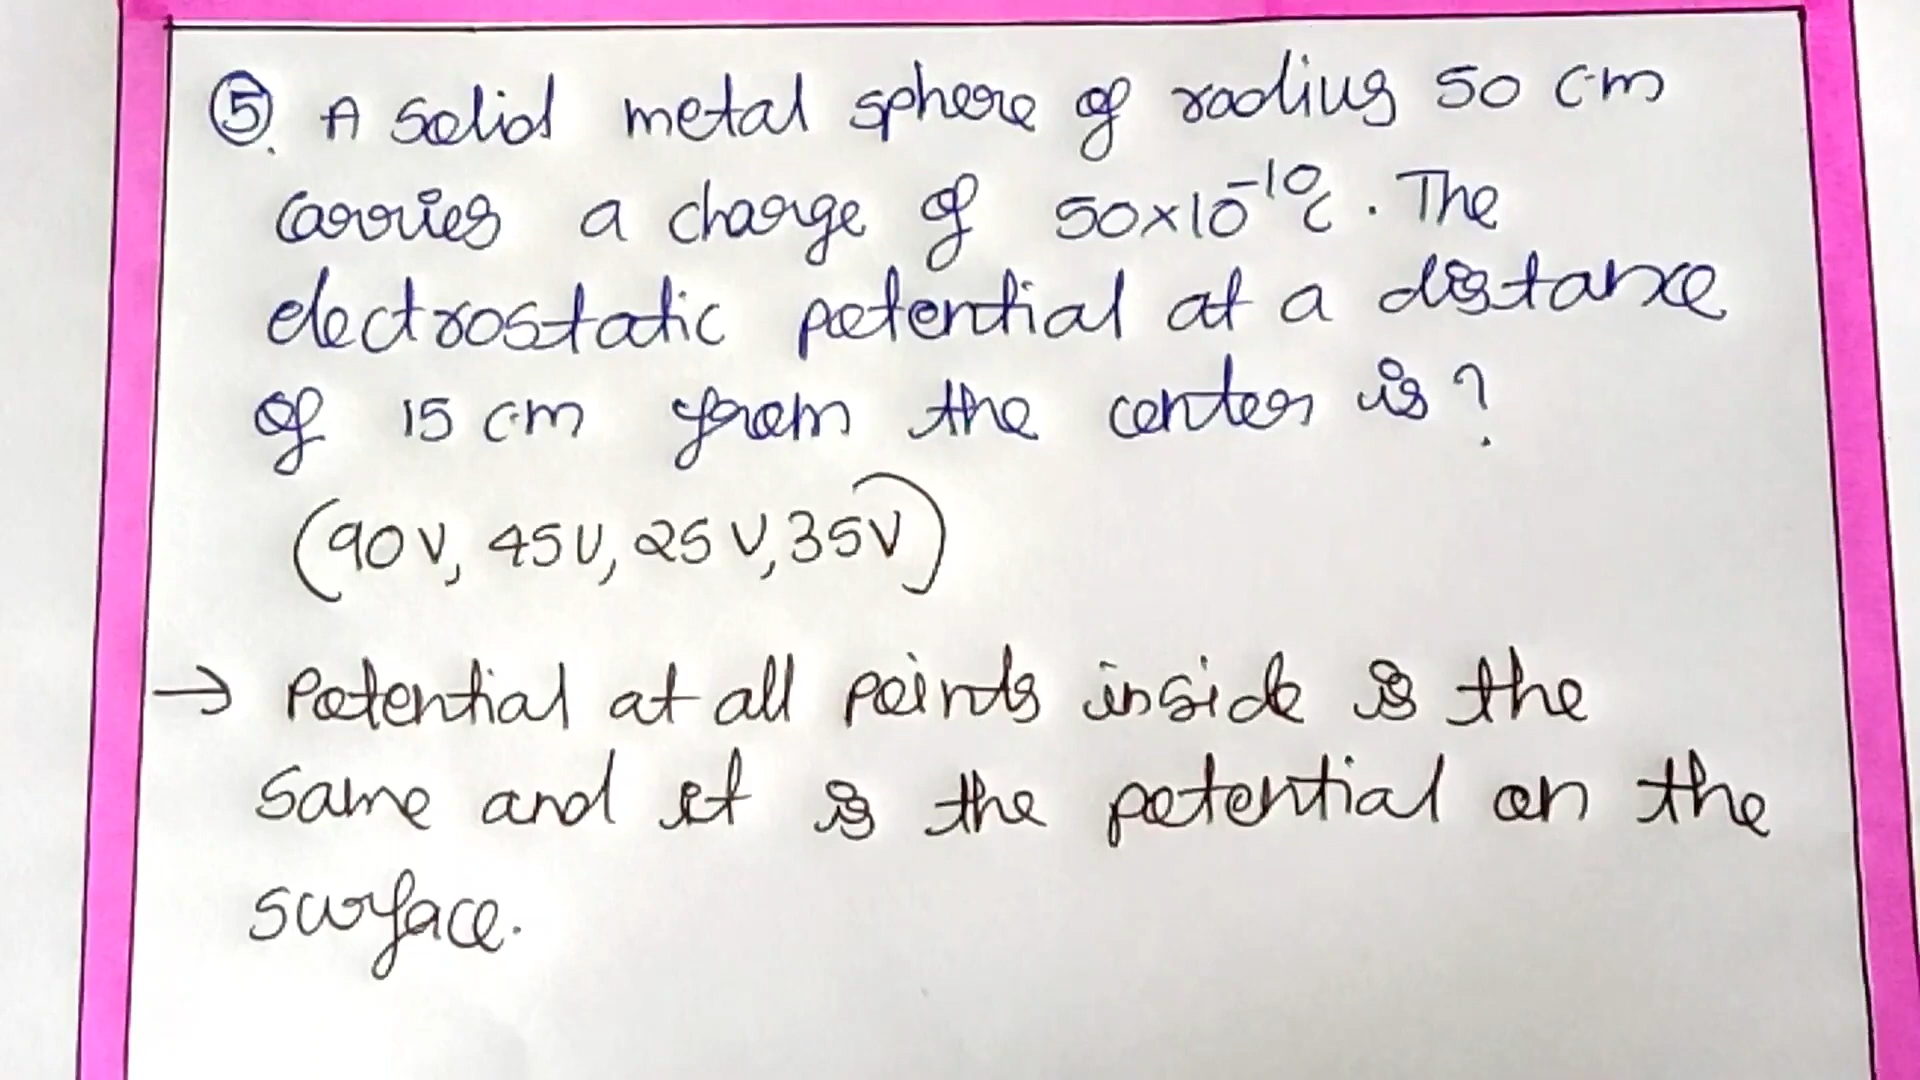 ⑤. A solid metal sphere of radius 50 cm
carries a charge of 50×10⁻¹⁰C. The
electrostatic potential at a distance
of 15 cm from the center is?
(90V, 45V, 25V, 35V)
→ Potential at all points inside is the
same and it is the potential on the
surface.